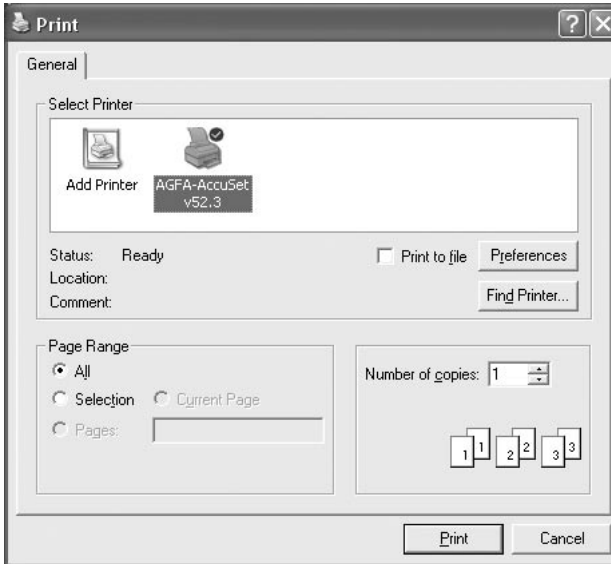 Print
General
Select Printer
Add Printer
AGFA-AccuSet
v52.3
Status: Ready
Print to file
Preferences
Location:
Comment:
Find Printer...
Page Range
All
Selection
Current Page
Pages:
Number of copies: 1
1 1 2 2 3 3
Print
Cancel